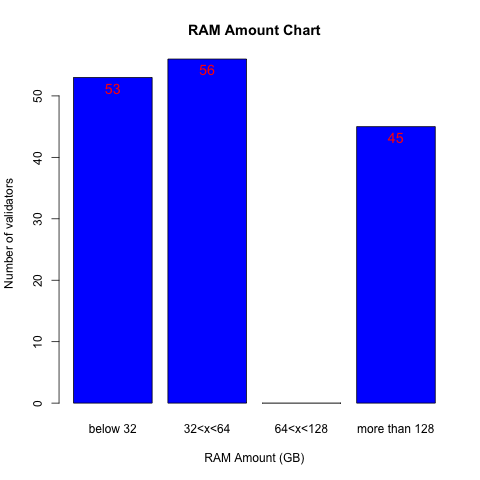 RAM Amount Chart
Number of validators
50
40
30
20
10
0
53
56
45
below 32
32<x<64
64<x<128
more than 128
RAM Amount (GB)